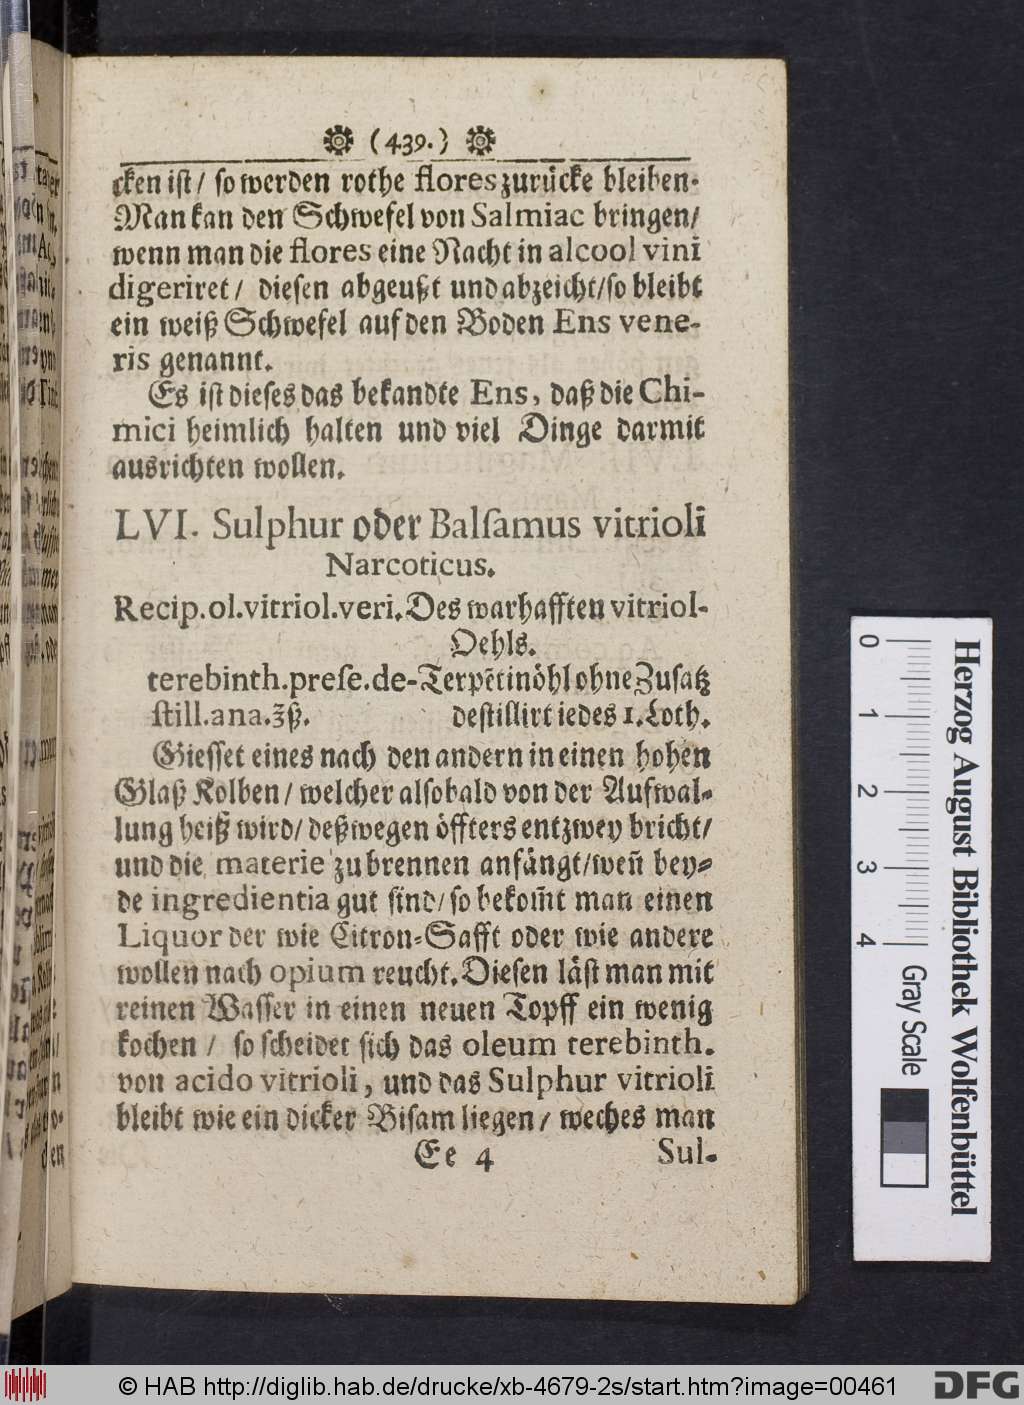 (439.)
cken ist / so werden rothe flores zurücke bleiben.
Man kan den Schwefel von Salmiac bringen /
wenn man die flores eine Nacht in alcool vini
digeriret / diesen abgeußt und abzeicht / so bleibt
ein weiß Schwefel auf den Boden Ens vene-
ris genannt.
Es ist dieses das bekandte Ens, daß die Chi-
mici heimlich halten und viel Dinge darmit
ausrichten wollen.
LVI. Sulphur oder Balsamus vitrioli
Narcoticus.
Recip. ol. vitriol. veri. Des warhafften vitriol-
Oehls.
terebinth. prese. de- Terpẽtinöhl ohne Zusatz
still. ana. ℥ß. destillirt iedes 1. Loth.
Giesset eines nach den andern in einen hohen
Glaß Kolben / welcher alsobald von der Aufwal-
lung heiß wird / deßwegen öffters entzwey bricht /
und die materie zu brennen anfängt / weñ bey-
de ingredientia gut sind / so bekom̃t man einen
Liquor der wie Citron-Safft oder wie andere
wollen nach opium reucht. Diesen läst man mit
reinen Wasser in einen neuen Topff ein wenig
kochen / so scheidet sich das oleum terebinth.
von acido vitrioli, und das Sulphur vitrioli
bleibt wie ein dicker Bisam liegen / weches man
Ee 4 Sul-
0 1 2 3 4 Gray Scale
Herzog August Bibliothek Wolfenbüttel
© HAB http://diglib.hab.de/drucke/xb-4679-2s/start.htm?image=00461
DFG